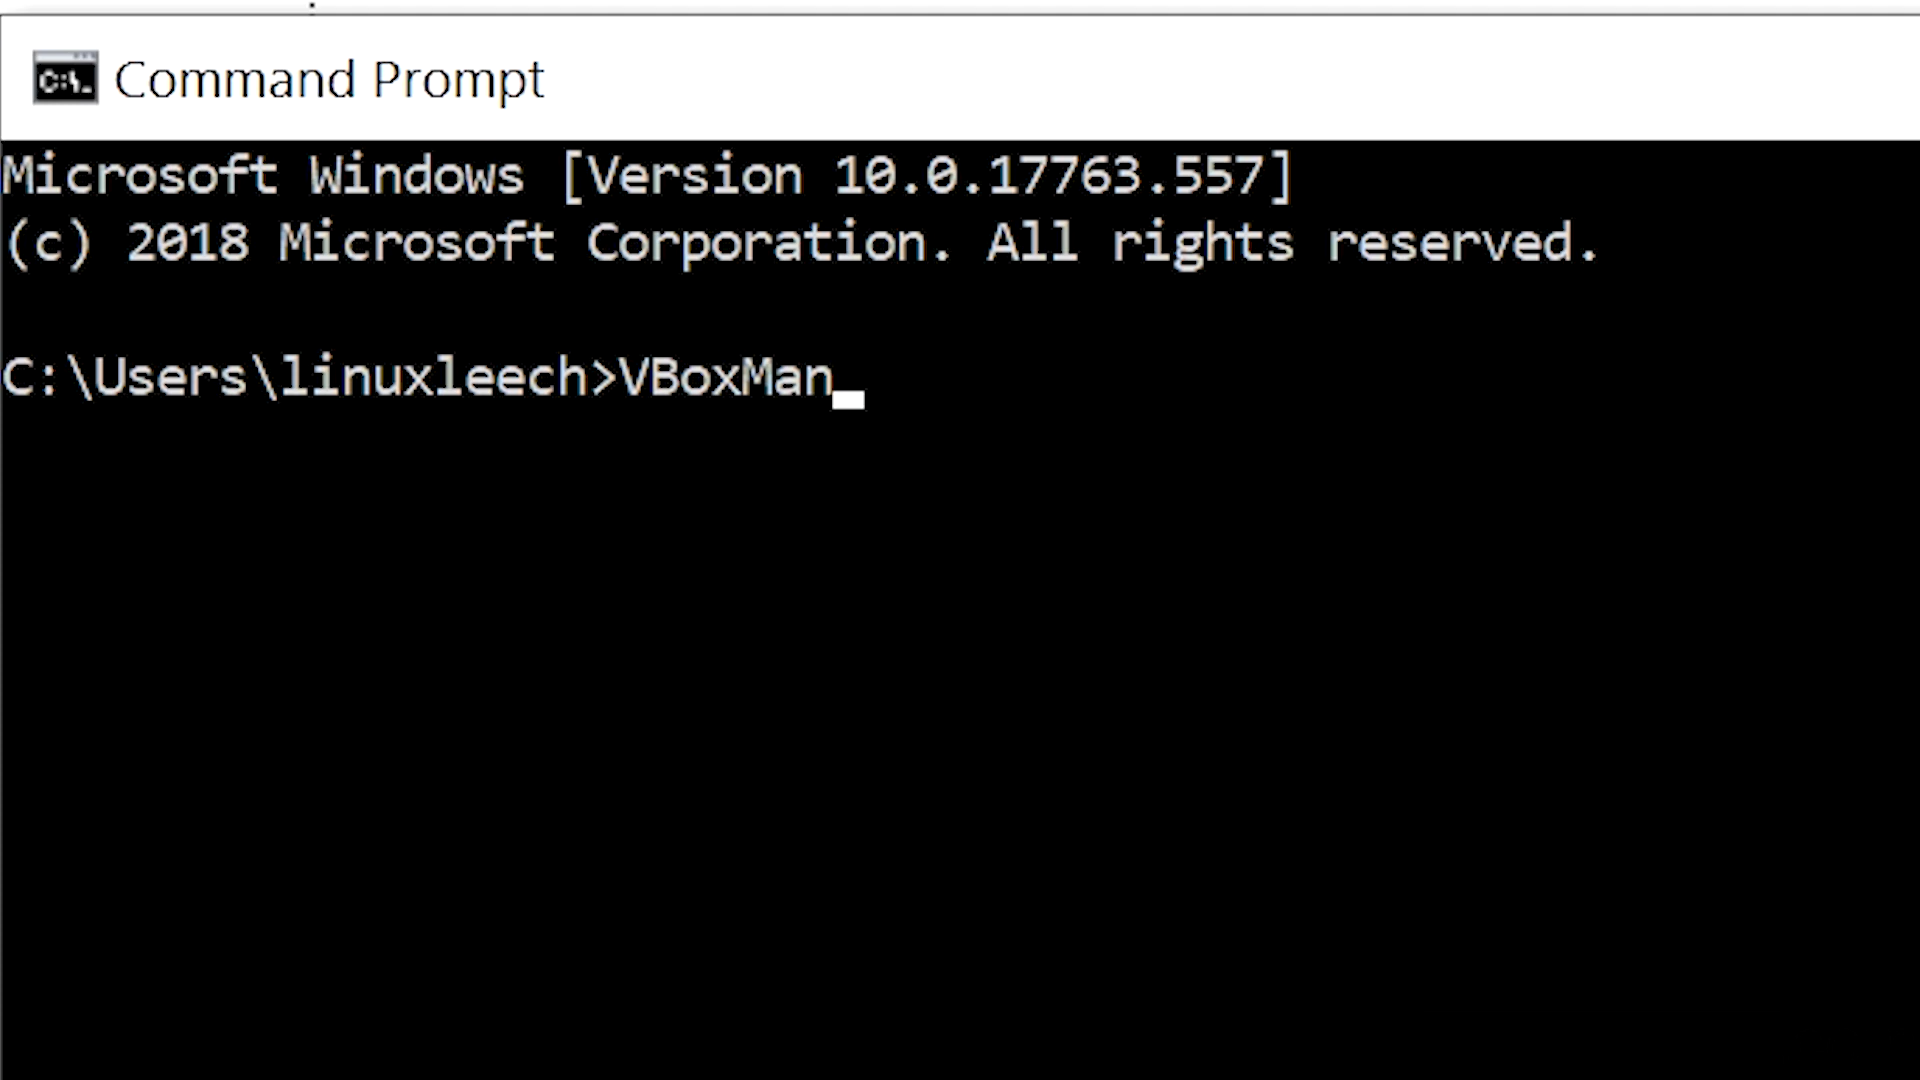 Command Prompt
Microsoft Windows [Version 10.0.17763.557]
(c) 2018 Microsoft Corporation. All rights reserved.
C:\Users\linuxleech>VBoxMan